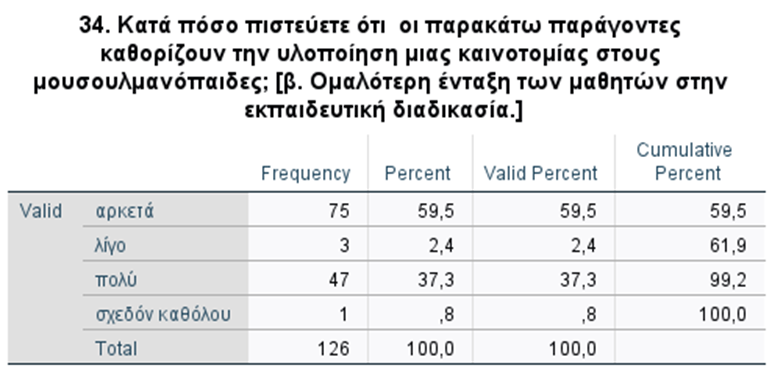 34. Κατά πόσο πιστεύετε ότι οι παρακάτω παράγοντες
καθορίζουν την υλοποίηση μιας καινοτομίας στους
μουσουλμανόπαιδες; [β. Ομαλότερη ένταξη των μαθητών στην
εκπαιδευτική διαδικασία.]
Frequency Percent Valid Percent Cumulative Percent
Valid αρκετά 75 59,5 59,5 59,5
λίγο 3 2,4 2,4 61,9
πολύ 47 37,3 37,3 99,2
σχεδόν καθόλου 1 ,8 ,8 100,0
Total 126 100,0 100,0